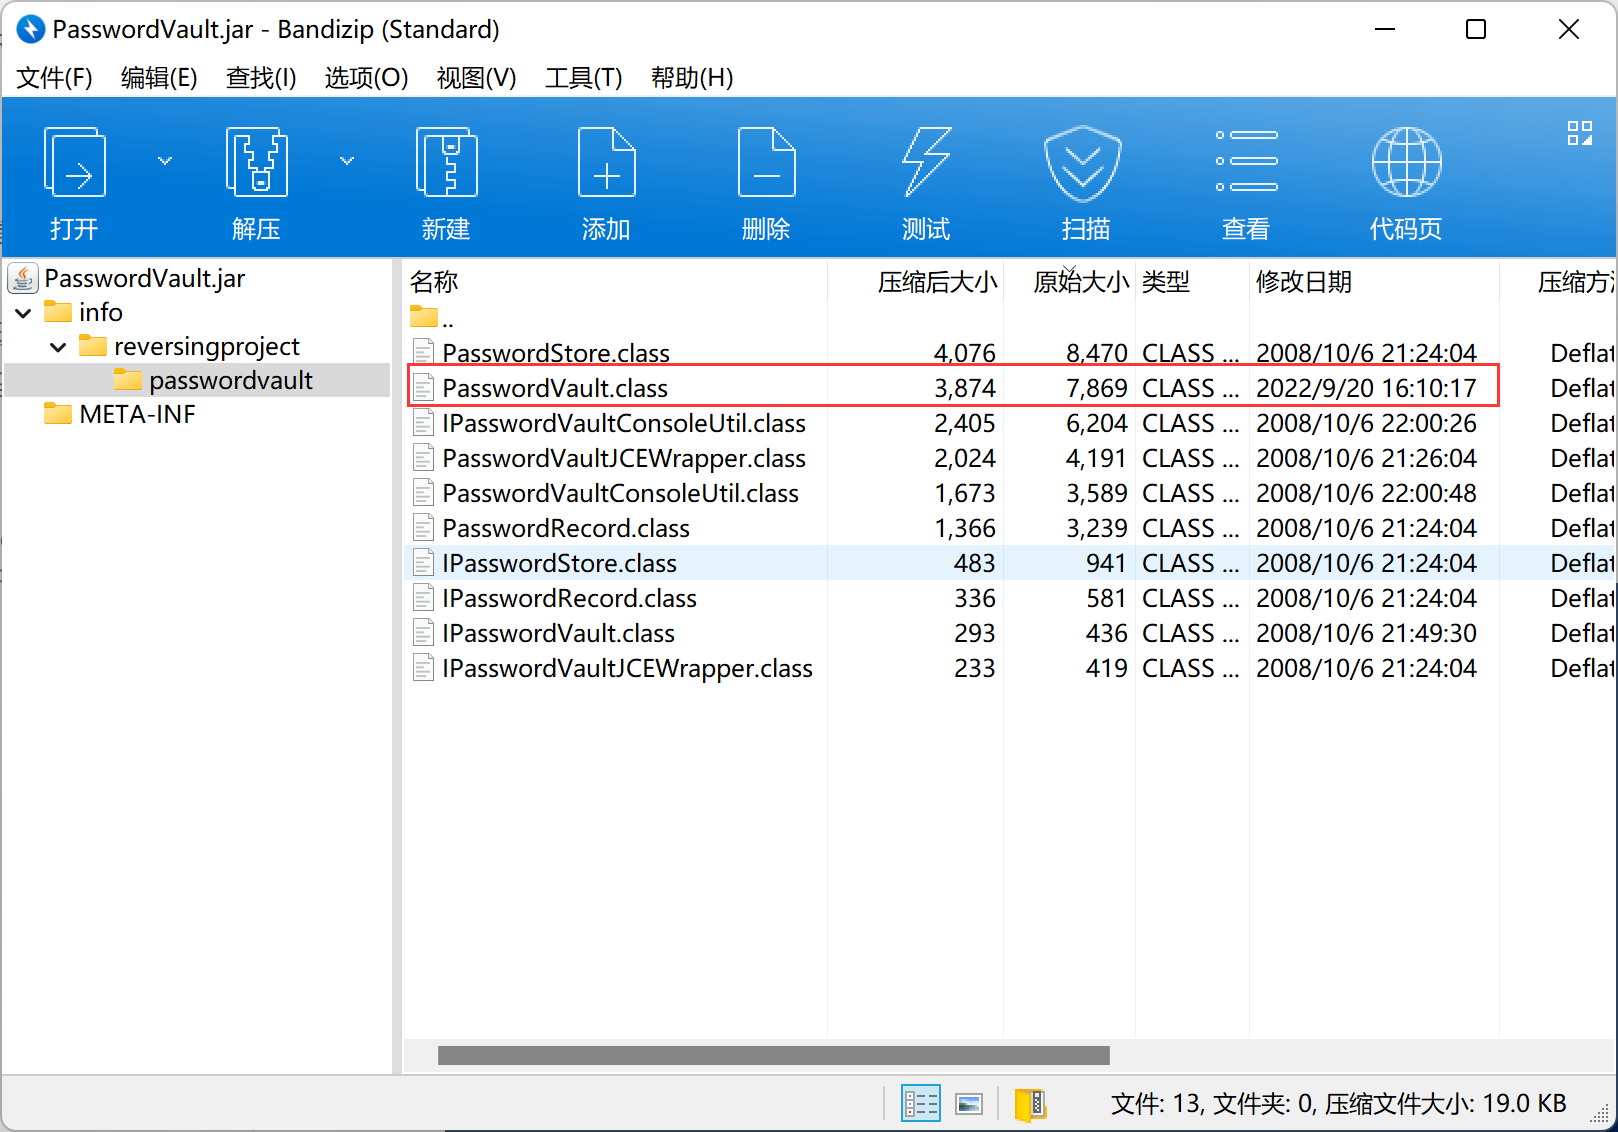 PasswordVault.jar - Bandizip (Standard)
文件(F) 编辑(E) 查找(I) 选项(O) 视图(V) 工具(T) 帮助(H)
打开 解压 新建 添加 删除 测试 扫描 查看 代码页
PasswordVault.jar
info
reversingproject
passwordvault
META-INF
名称 压缩后大小 原始大小 类型 修改日期 压缩方
..
PasswordStore.class 4,076 8,470 CLASS ... 2008/10/6 21:24:04 Deflat
PasswordVault.class 3,874 7,869 CLASS ... 2022/9/20 16:10:17 Deflat
IPasswordVaultConsoleUtil.class 2,405 6,204 CLASS ... 2008/10/6 22:00:26 Deflat
PasswordVaultJCEWrapper.class 2,024 4,191 CLASS ... 2008/10/6 21:26:04 Deflat
PasswordVaultConsoleUtil.class 1,673 3,589 CLASS ... 2008/10/6 22:00:48 Deflat
PasswordRecord.class 1,366 3,239 CLASS ... 2008/10/6 21:24:04 Deflat
IPasswordStore.class 483 941 CLASS ... 2008/10/6 21:24:04 Deflat
IPasswordRecord.class 336 581 CLASS ... 2008/10/6 21:24:04 Deflat
IPasswordVault.class 293 436 CLASS ... 2008/10/6 21:49:30 Deflat
IPasswordVaultJCEWrapper.class 233 419 CLASS ... 2008/10/6 21:24:04 Deflat
文件: 13, 文件夹: 0, 压缩文件大小: 19.0 KB